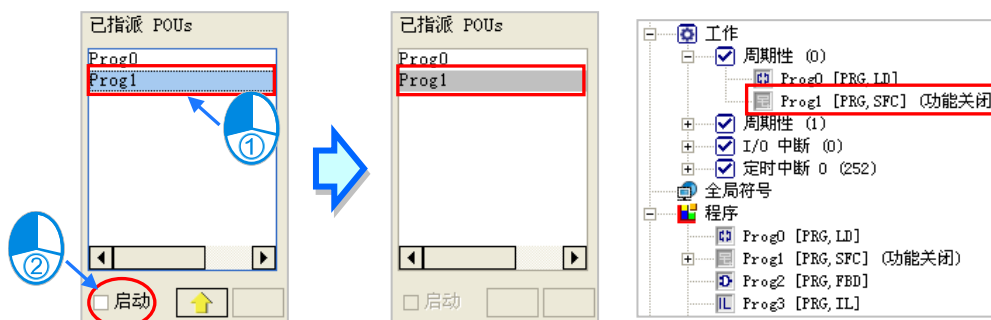 已指派 POUs
Prog0
Prog1
①
②
启动
已指派 POUs
Prog0
Prog1
启动
工作
周期性 (0)
Prog0 [PRG,LD]
Prog1 [PRG,SFC] (功能关闭
周期性 (1)
I/O 中断 (0)
定时中断 0 (252)
全局符号
程序
Prog0 [PRG,LD]
Prog1 [PRG,SFC] (功能关闭)
Prog2 [PRG,FBD]
IL Prog3 [PRG,IL]